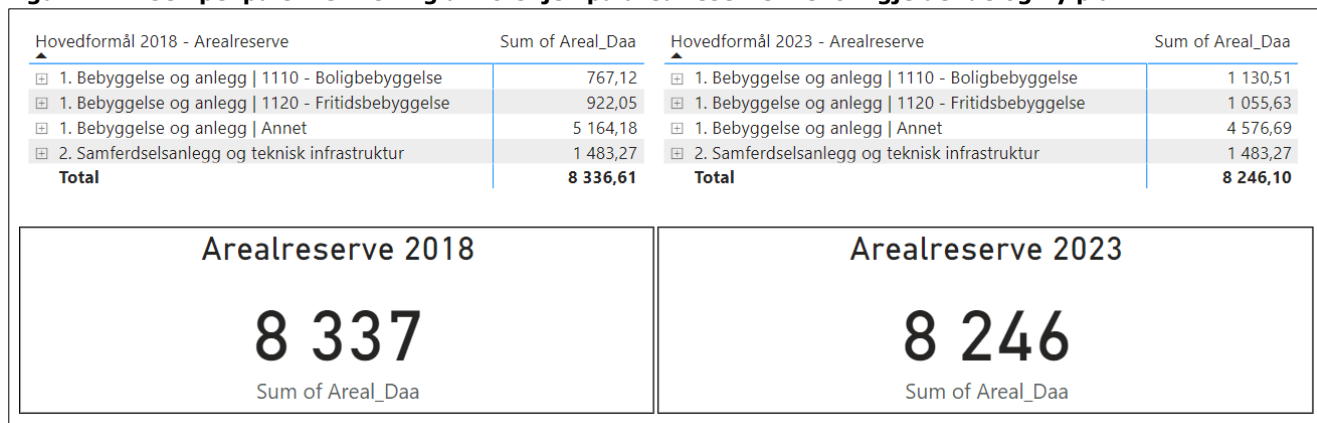 Hovedformål 2018 - Arealreserve Sum of Areal_Daa
1. Bebyggelse og anlegg | 1110 - Boligbebyggelse 767,12
1. Bebyggelse og anlegg | 1120 - Fritidsbebyggelse 922,05
1. Bebyggelse og anlegg | Annet 5 164,18
2. Samferdselsanlegg og teknisk infrastruktur 1 483,27
Total 8 336,61
Hovedformål 2023 - Arealreserve Sum of Areal_Daa
1. Bebyggelse og anlegg | 1110 - Boligbebyggelse 1 130,51
1. Bebyggelse og anlegg | 1120 - Fritidsbebyggelse 1 055,63
1. Bebyggelse og anlegg | Annet 4 576,69
2. Samferdselsanlegg og teknisk infrastruktur 1 483,27
Total 8 246,10
Arealreserve 2018
8 337
Sum of Areal_Daa
Arealreserve 2023
8 246
Sum of Areal_Daa